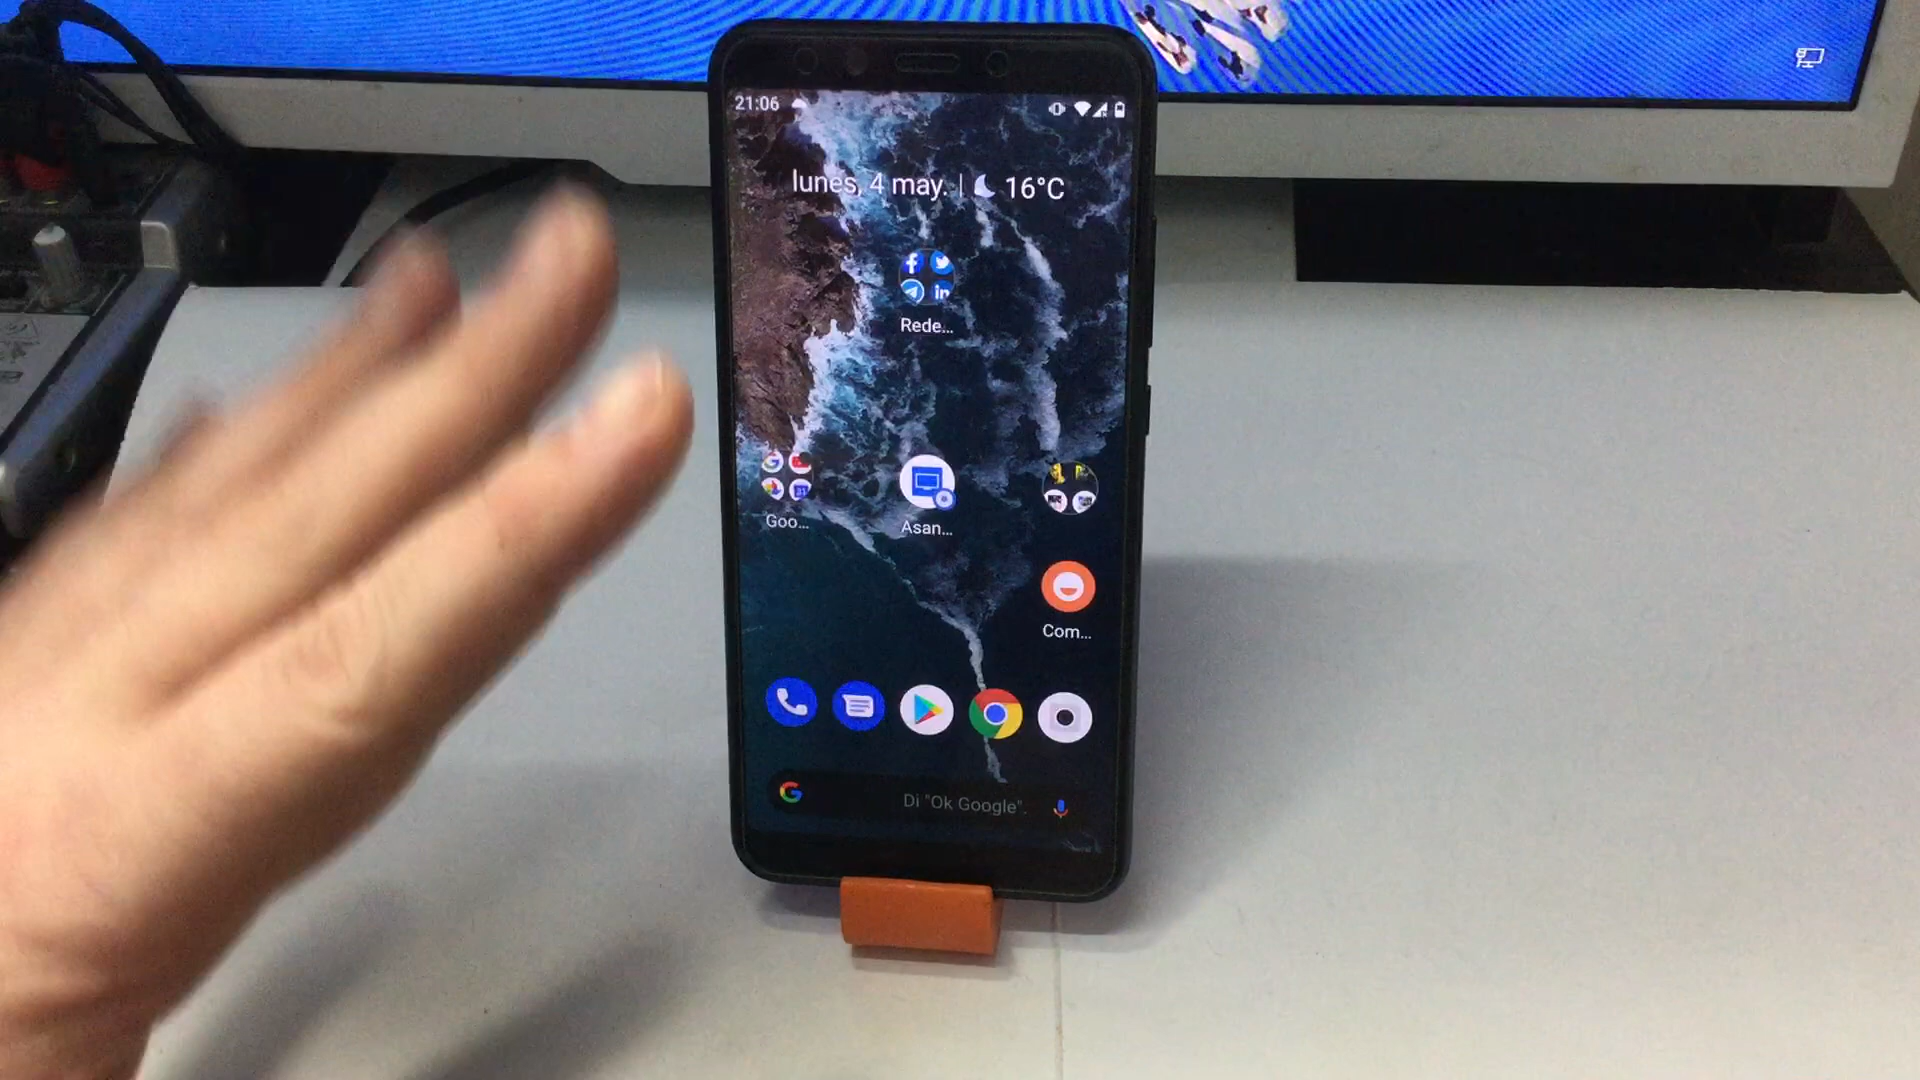 21:06
lunes, 4 may. | 16°C
Rede...
Goo...
Asan...
Com...
Di "Ok Google".